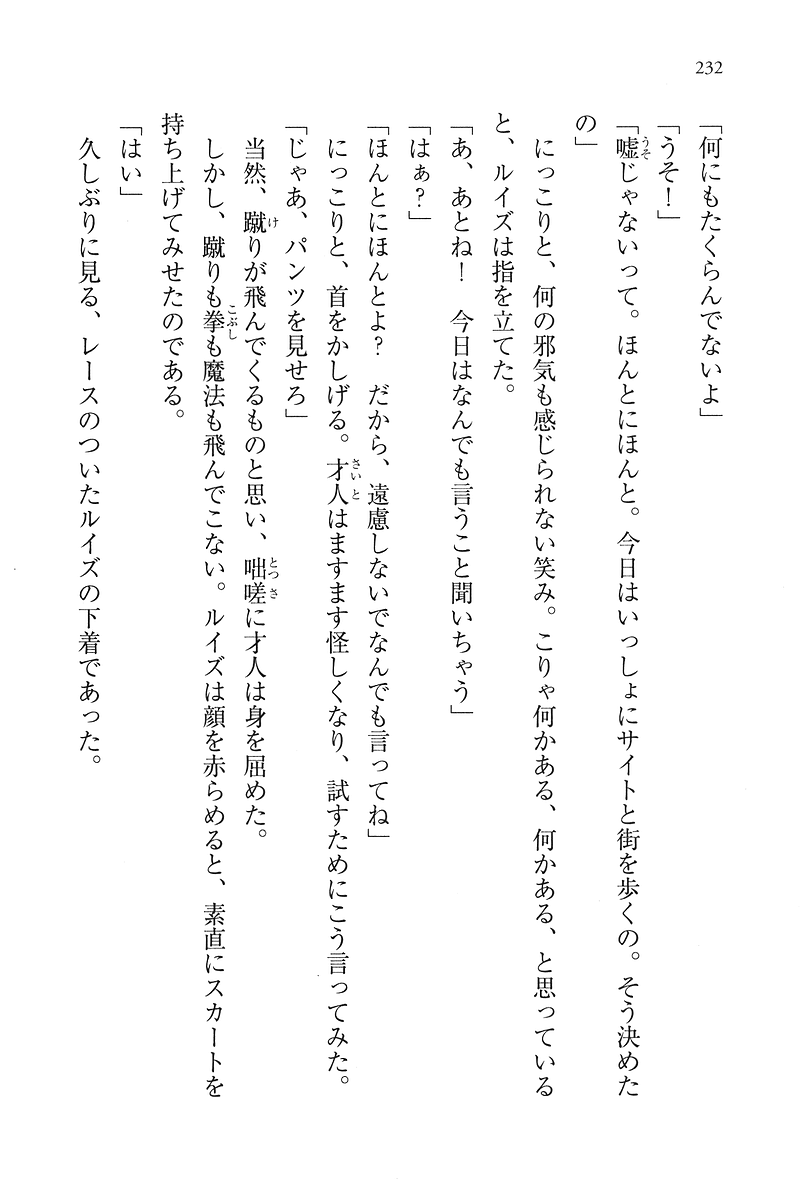 232
「何にもたくらんでないよ」
「うそ！」
「嘘じゃないって。ほんとにほんと。今日はいっしょにサイトと街を歩くの。そう決めた
の」
　にっこりと、何の邪気も感じられない笑み。こりゃ何かある、何かある、と思っている
と、ルイズは指を立てた。
「あ、あとね！　今日はなんでも言うこと聞いちゃう」
「はぁ？」
「ほんとにほんとよ？　だから、遠慮しないでなんでも言ってね」
　にっこりと、首をかしげる。才人はますます怪しくなり、試すためにこう言ってみた。
「じゃあ、パンツを見せろ」
　当然、蹴りが飛んでくるものと思い、咄嗟に才人は身を屈めた。
　しかし、蹴りも拳も魔法も飛んでこない。ルイズは顔を赤らめると、素直にスカートを
持ち上げてみせたのである。
「はい」
　久しぶりに見る、レースのついたルイズの下着であった。